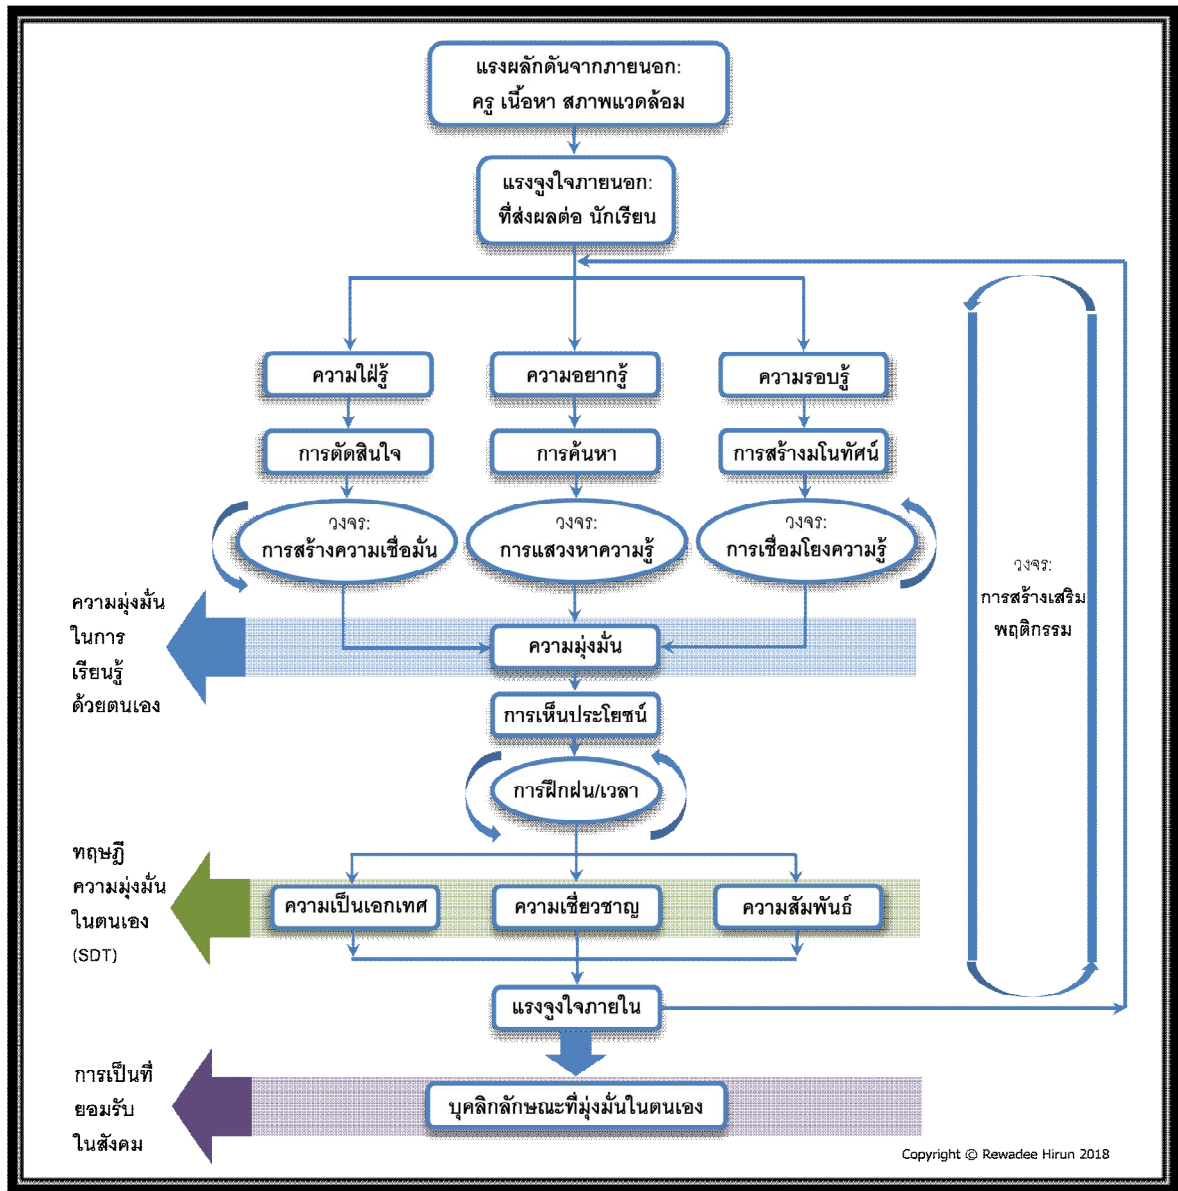 แรงผลักดันจากภายนอก:
ครู เนื้อหา สภาพแวดล้อม
แรงจูงใจภายนอก:
ที่ส่งผลต่อ นักเรียน
ความใฝ่รู้
ความอยากรู้
ความรอบรู้
การตัดสินใจ
การค้นหา
การสร้างมโนทัศน์
วงจร:
การสร้างความเชื่อมั่น
วงจร:
การแสวงหาความรู้
วงจร:
การเชื่อมโยงความรู้
วงจร:
การสร้างเสริม
พฤติกรรม
ความมุ่งมั่น
ในการ
เรียนรู้
ด้วยตนเอง
ความมุ่งมั่น
การเห็นประโยชน์
การฝึกฝน/เวลา
ทฤษฎี
ความมุ่งมั่น
ในตนเอง
(SDT)
ความเป็นเอกเทศ
ความเชี่ยวชาญ
ความสัมพันธ์
แรงจูงใจภายใน
การเป็นที่
ยอมรับ
ในสังคม
บุคลิกลักษณะที่มุ่งมั่นในตนเอง
Copyright © Rewadee Hirun 2018